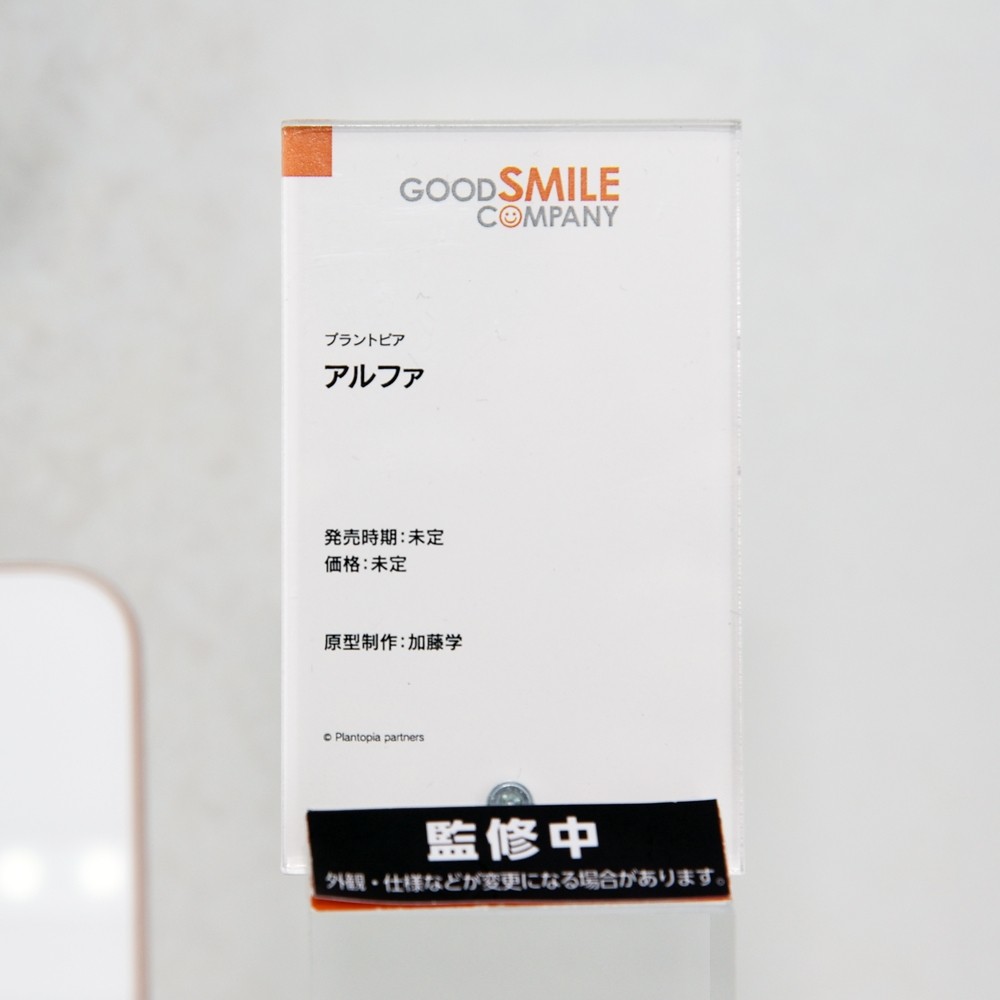 GOODSMILE
COMPANY
プラントピア
アルファ
発売時期:未定
価格:未定
原型制作:加藤学
© Plantopia partners
監修中
外観・仕様などが変更になる場合があります。